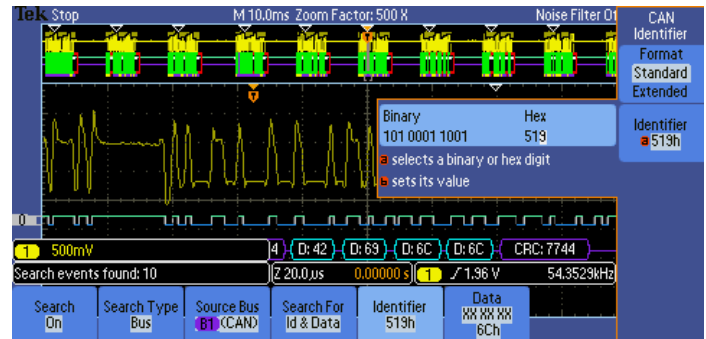 Tek Stop M 10.0ms Zoom Factor: 500 X Noise Filter Of
CAN
Identifier
Format
Standard
Extended
Identifier
a 519h
T
T
Binary Hex
101 0001 1001 519
a selects a binary or hex digit
b sets its value
0
1 500mV
4 D: 42 D: 69 D: 6C D: 6C CRC: 7744
Search events found: 10
Z 20.0µs 0.00000 s 1 1.96 V 54.3529kHz
Search
On
Search Type
Bus
Source Bus
B1 (CAN)
Search For
Id & Data
Identifier
519h
Data
XX XX XX
6Ch